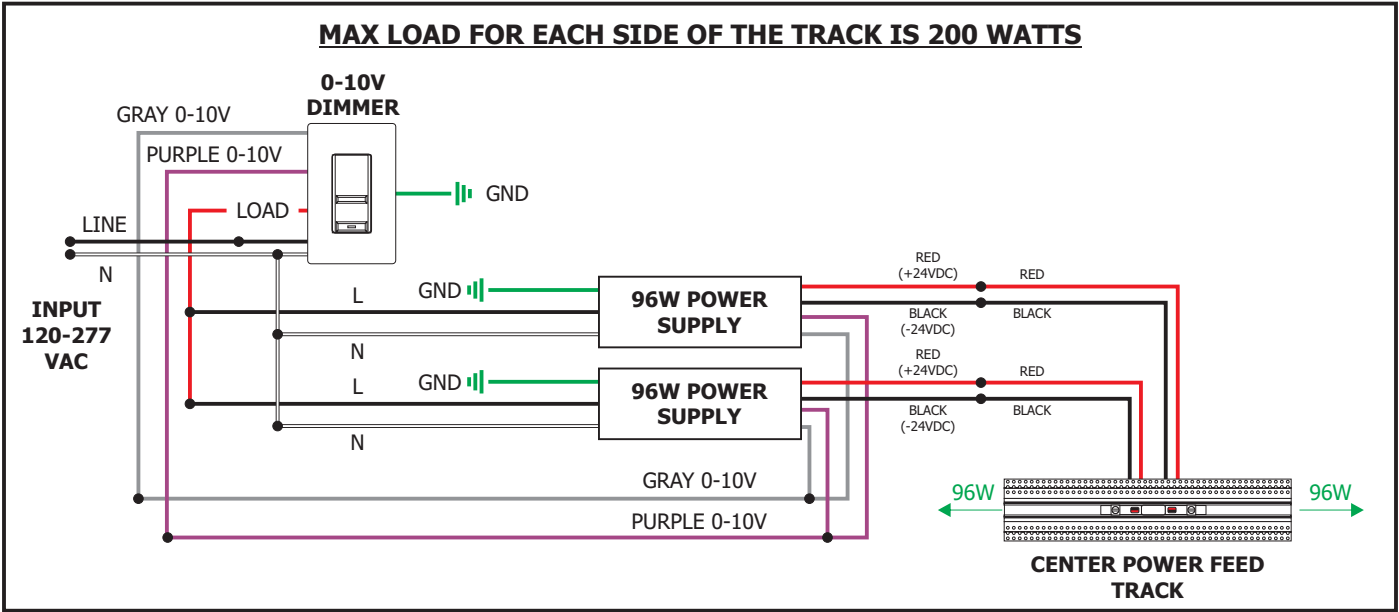 MAX LOAD FOR EACH SIDE OF THE TRACK IS 200 WATTS
0-10V
DIMMER
GRAY 0-10V
PURPLE 0-10V
LOAD
GND
LINE
N
INPUT
120-277
VAC
L
GND
N
96W POWER
SUPPLY
RED
(+24VDC)
RED
BLACK
(-24VDC)
BLACK
L
GND
N
96W POWER
SUPPLY
RED
(+24VDC)
RED
BLACK
(-24VDC)
BLACK
GRAY 0-10V
PURPLE 0-10V
96W
96W
CENTER POWER FEED
TRACK